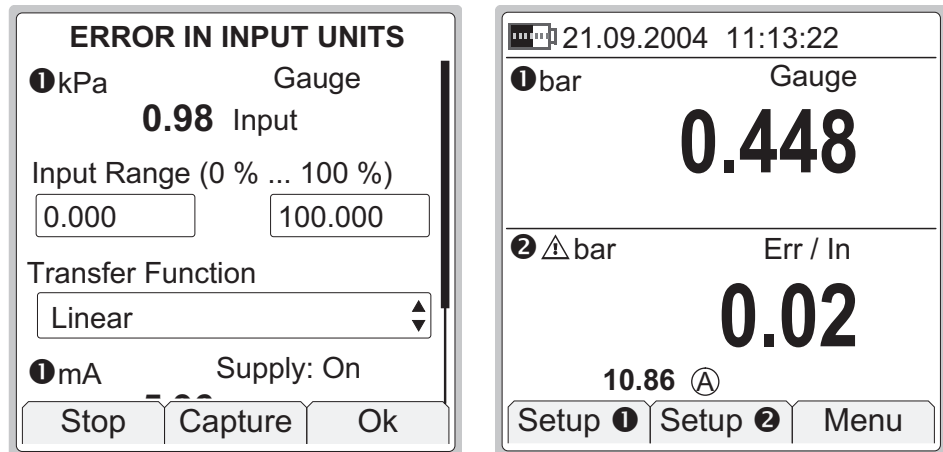 ERROR IN INPUT UNITS
❶kPa Gauge
0.98 Input
Input Range (0 % ... 100 %)
0.000 100.000
Transfer Function
Linear
❶mA Supply: On
Stop Capture Ok
21.09.2004 11:13:22
❶bar Gauge
0.448
❷⚠bar Err / In
0.02
10.86 Ⓐ
Setup ❶ Setup ❷ Menu